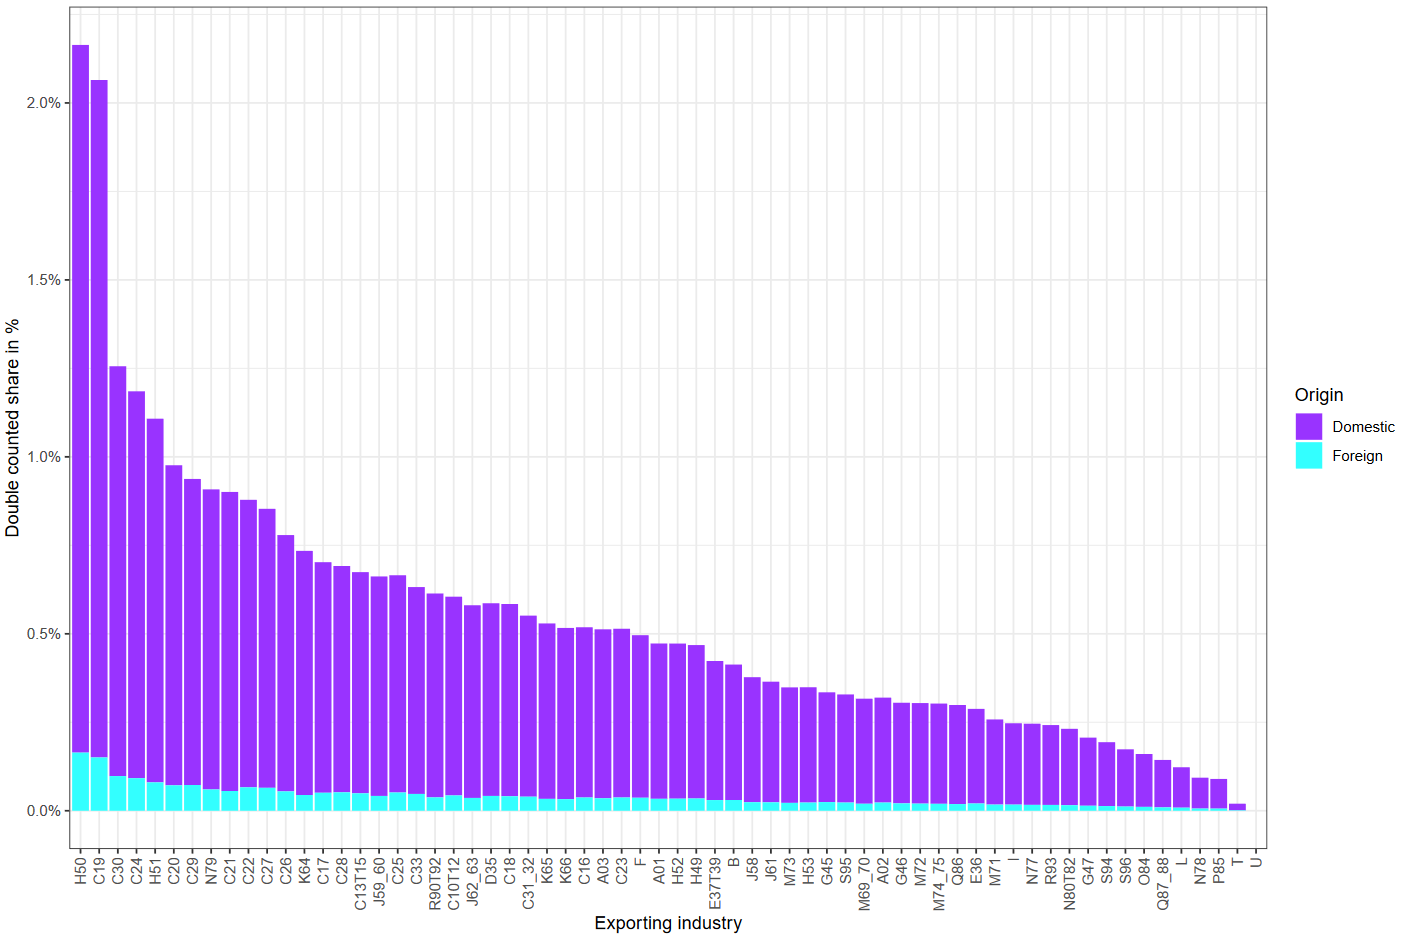 Double counted share in %
2.0%
1.5%
1.0%
0.5%
0.0%
H50
C19
C30
C24
H51
C20
C29
N79
C21
C22
C27
C26
K64
C17
C28
C13T15
J59_60
C25
C33
R90T92
C10T12
J62_63
D35
C18
C31_32
K65
K66
C16
A03
C23
F
A01
H52
H49
E37T39
B
J58
J61
M73
H53
G45
S95
M69_70
A02
G46
M72
M74_75
Q86
E36
M71
I
N77
R93
N80T82
G47
S94
S96
O84
Q87_88
L
N78
P85
T
U
Exporting industry
Origin
Domestic
Foreign